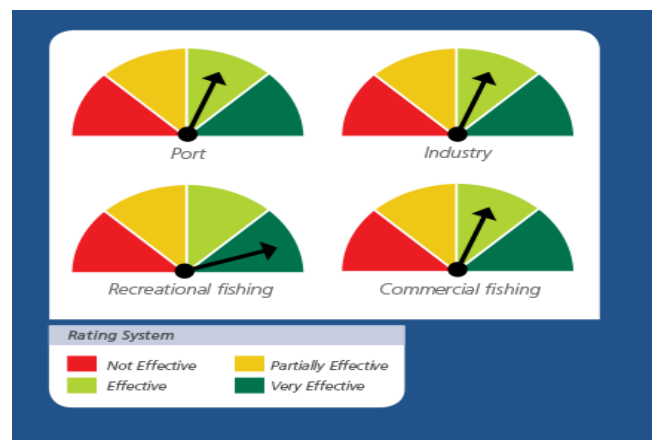 Port
Industry
Recreational fishing
Commercial fishing
Rating System
Not Effective
Partially Effective
Effective
Very Effective